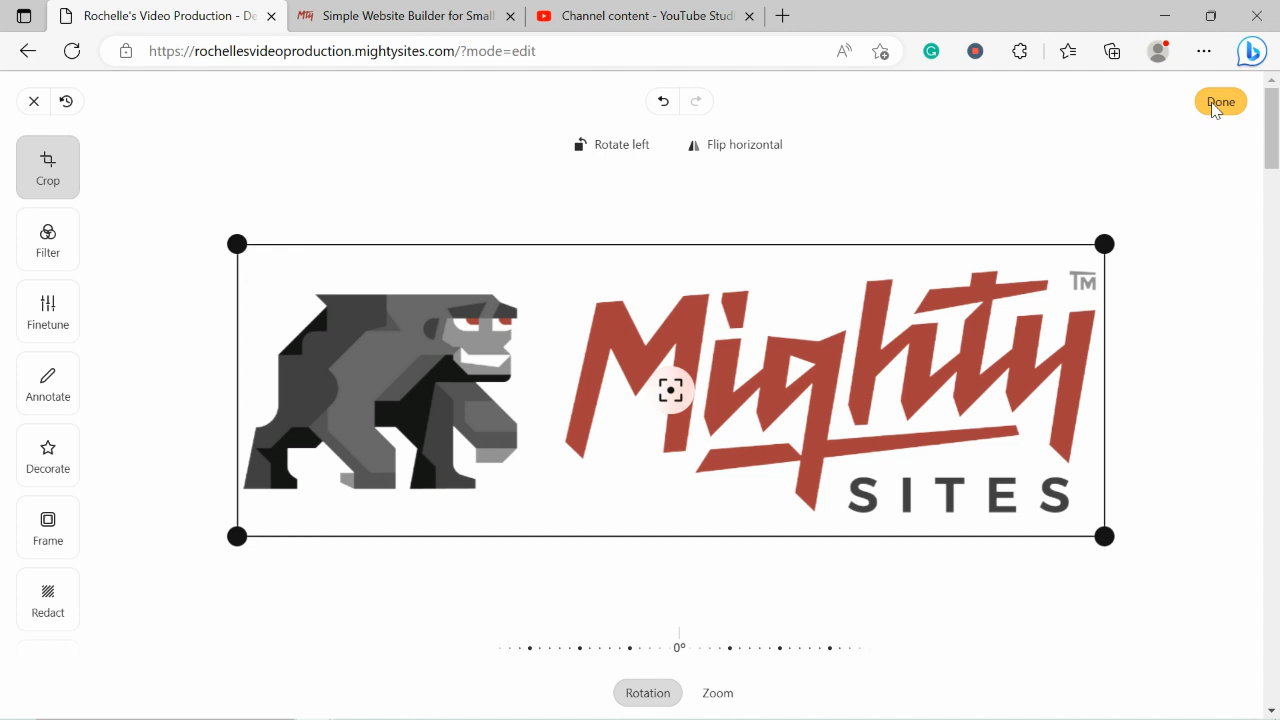 Rochelle's Video Production - De
Simple Website Builder for Small
Channel content - YouTube Studi
https://rochellesvideoproduction.mightysites.com/?mode=edit
Done
Rotate left
Flip horizontal
Crop
Filter
Finetune
Annotate
Decorate
Frame
Redact
Mighty
TM
SITES
0°
Rotation
Zoom